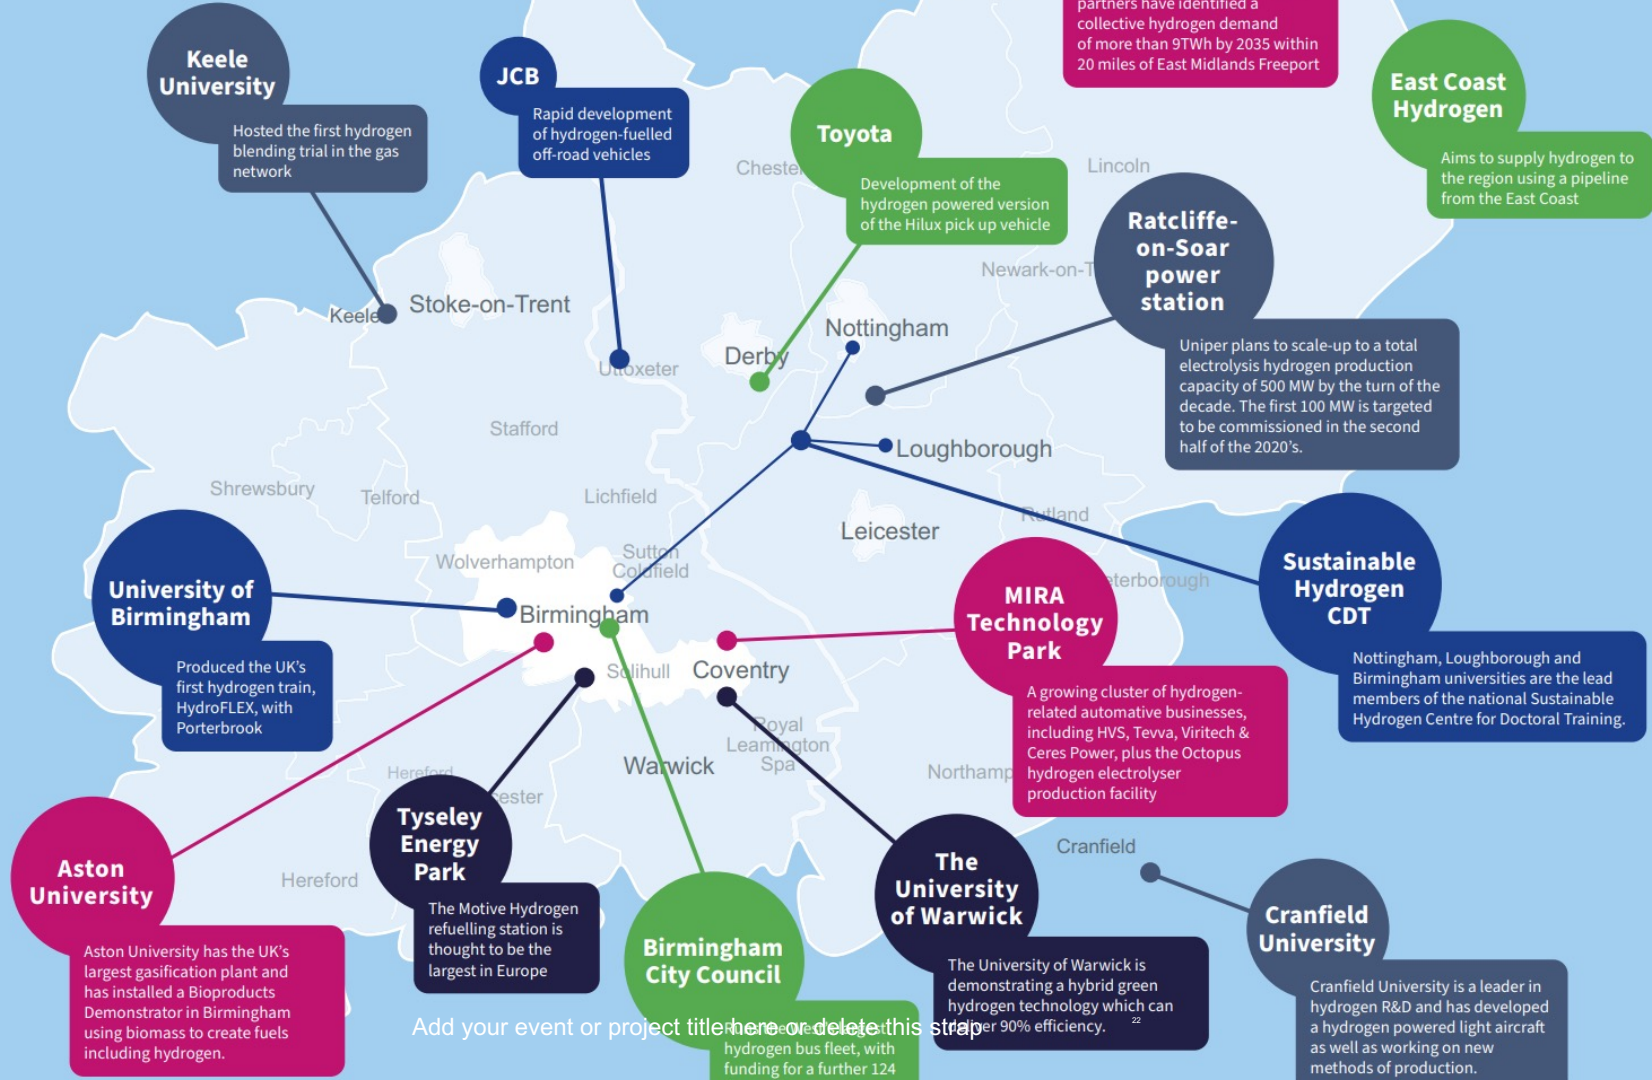 partners have identified a
collective hydrogen demand
of more than 9TWh by 2035 within
20 miles of East Midlands Freeport
Keele
University
Hosted the first hydrogen
blending trial in the gas
network
JCB
Rapid development
of hydrogen-fuelled
off-road vehicles
Toyota
Development of the
hydrogen powered version
of the Hilux pick up vehicle
East Coast
Hydrogen
Aims to supply hydrogen to
the region using a pipeline
from the East Coast
Ratcliffe-
on-Soar
power
station
Uniper plans to scale-up to a total
electrolysis hydrogen production
capacity of 500 MW by the turn of the
decade. The first 100 MW is targeted
to be commissioned in the second
half of the 2020's.
Cheste
Lincoln
Newark-on-T
Keele
Stoke-on-Trent
Nottingham
Derby
Uttoxeter
Stafford
Loughborough
Shrewsbury
Telford
Lichfield
Rutland
Leicester
Wolverhampton
Sutton
Coldfield
eterborough
Birmingham
Solihull
Coventry
Royal
Leamington
Spa
Warwick
Northamp
Hereford
cester
Hereford
Cranfield
University of
Birmingham
Produced the UK's
first hydrogen train,
HydroFLEX, with
Porterbrook
MIRA
Technology
Park
A growing cluster of hydrogen-
related automative businesses,
including HVS, Tevva, Viritech &
Ceres Power, plus the Octopus
hydrogen electrolyser
production facility
Sustainable
Hydrogen
CDT
Nottingham, Loughborough and
Birmingham universities are the lead
members of the national Sustainable
Hydrogen Centre for Doctoral Training.
Aston
University
Aston University has the UK's
largest gasification plant and
has installed a Bioproducts
Demonstrator in Birmingham
using biomass to create fuels
including hydrogen.
Tyseley
Energy
Park
The Motive Hydrogen
refuelling station is
thought to be the
largest in Europe
Birmingham
City Council
Runs the West's largest
hydrogen bus fleet, with
funding for a further 124
The
University
of Warwick
The University of Warwick is
demonstrating a hybrid green
hydrogen technology which can
deliver 90% efficiency.
Cranfield
University
Cranfield University is a leader in
hydrogen R&D and has developed
a hydrogen powered light aircraft
as well as working on new
methods of production.
Add your event or project title here or delete this strap
22